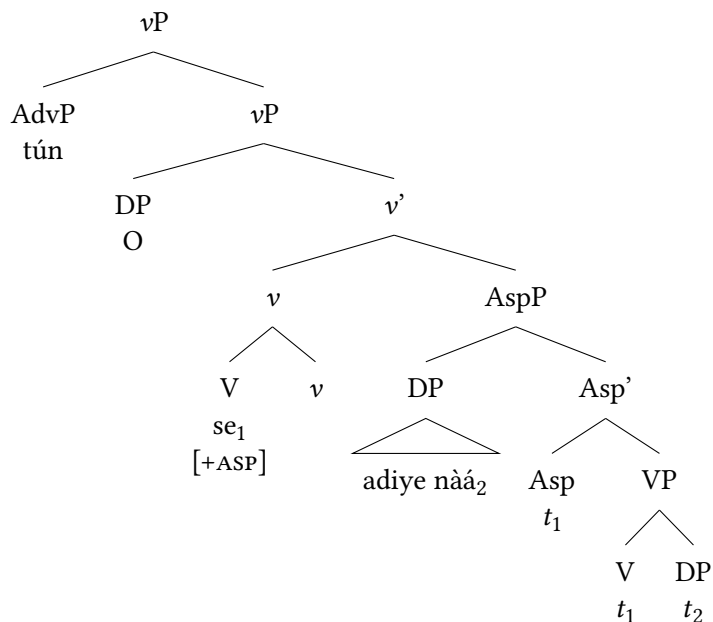 vP
AdvP vP
tún
DP v’
O
v AspP
V v DP Asp’
se₁
[+ASP]
adiye nàá₂ Asp VP
t₁
V DP
t₁ t₂